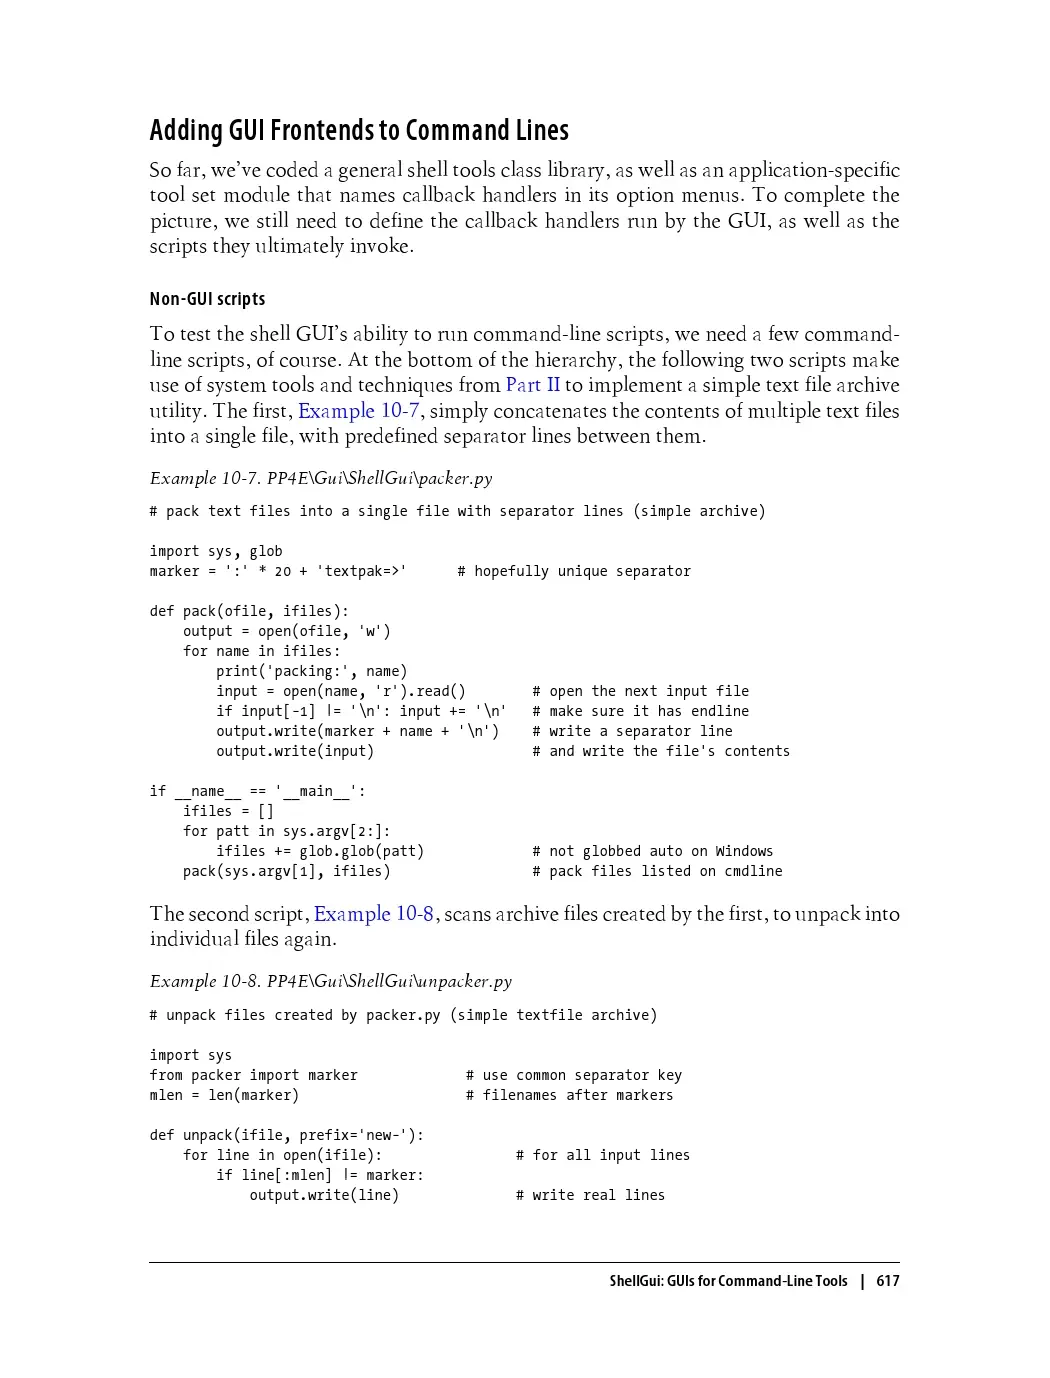 Adding GUI Frontends to Command Lines
So far, we've coded a general shell tools class library, as well as an application-specific
tool set module that names callback handlers in its option menus. To complete the
picture, we still need to define the callback handlers run by the GUI, as well as the
scripts they ultimately invoke.
Non-GUI scripts
To test the shell GUI's ability to run command-line scripts, we need a few command-
line scripts, of course. At the bottom of the hierarchy, the following two scripts make
use of system tools and techniques from Part II to implement a simple text file archive
utility. The first, Example 10-7, simply concatenates the contents of multiple text files
into a single file, with predefined separator lines between them.
Example 10-7. PP4E\Gui\ShellGui\packer.py
# pack text files into a single file with separator lines (simple archive)
import sys, glob
marker = ':' * 20 + 'textpak=>'      # hopefully unique separator
def pack(ofile, ifiles):
    output = open(ofile, 'w')
    for name in ifiles:
        print('packing:', name)
        input = open(name, 'r').read()        # open the next input file
        if input[-1] |= '\n': input += '\n'   # make sure it has endline
        output.write(marker + name + '\n')    # write a separator line
        output.write(input)                   # and write the file's contents
if __name__ == '__main__':
    ifiles = []
    for patt in sys.argv[2:]:
        ifiles += glob.glob(patt)             # not globbed auto on Windows
    pack(sys.argv[1], ifiles)                 # pack files listed on cmdline
The second script, Example 10-8, scans archive files created by the first, to unpack into
individual files again.
Example 10-8. PP4E\Gui\ShellGui\unpacker.py
# unpack files created by packer.py (simple textfile archive)
import sys
from packer import marker             # use common separator key
mlen = len(marker)                    # filenames after markers
def unpack(ifile, prefix='new-'):
    for line in open(ifile):                # for all input lines
        if line[:mlen] |= marker:
            output.write(line)              # write real lines
ShellGui: GUIs for Command-Line Tools | 617